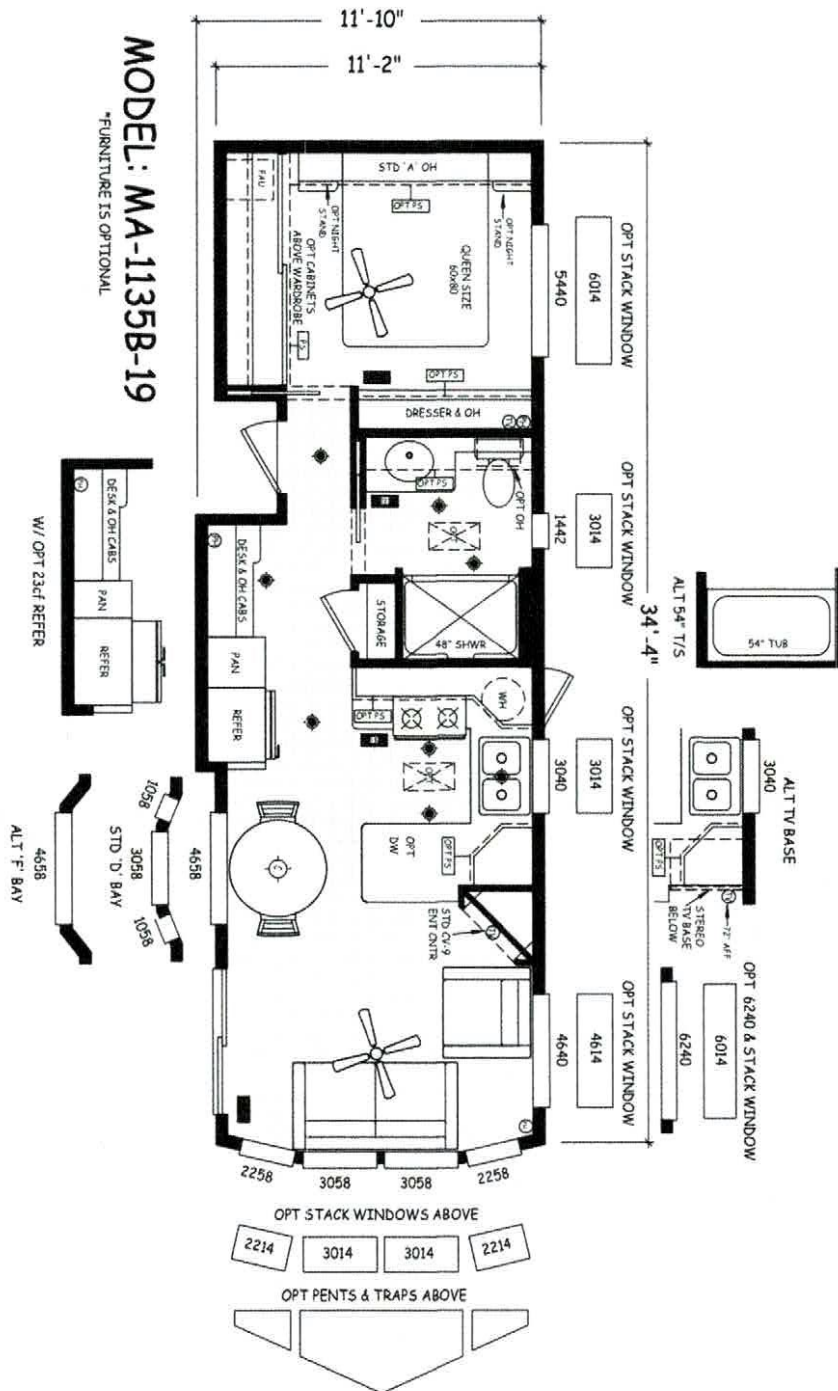 11'-10"
11'-2"
MODEL: MA-1135B-19
*FURNITURE IS OPTIONAL
34'-4"
OPT STACK WINDOW
6014
5440
OPT STACK WINDOW
3014
1442
ALT 54" T/S
54" TUB
OPT STACK WINDOW
3014
3040
ALT TV BASE
3040
OPT FS
STEREO
TV BASE
BELOW
72" AFF
OPT 6240 & STACK WINDOW
6014
6240
OPT STACK WINDOW
4614
4640
STD 'A' OH
OPT FS
OPT NIGHT
STAND
OPT NIGHT
STAND
QUEEN SIZE
60x80
FAU
OPT CABINETS
ABOVE WARDROBE
FS
OPT FS
DRESSER & OH
OPT FS
OPT OH
48" SHWR
STORAGE
DESK & OH CABS
PAN
REFER
WH
OPT FS
OPT
DW
OPT FS
STD CV-9
ENT CNTR
DESK & OH CABS
PAN
REFER
W/ OPT 23cf REFER
4658
1058
3058
1058
STD 'D' BAY
4658
ALT 'F' BAY
2258
3058
3058
2258
OPT STACK WINDOWS ABOVE
2214
3014
3014
2214
OPT PENTS & TRAPS ABOVE